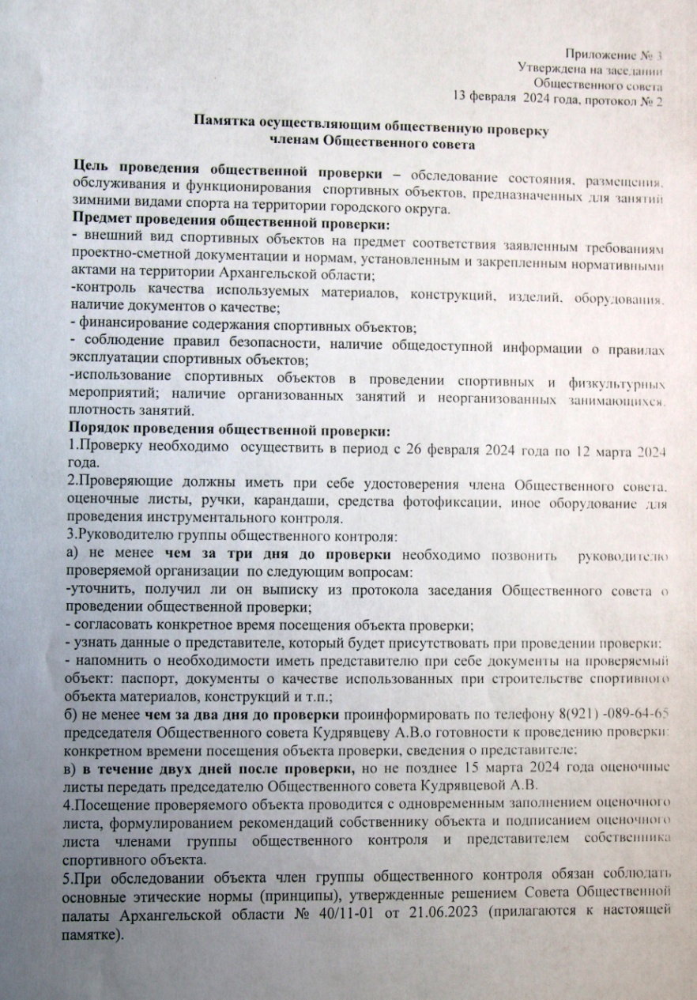 Приложение № 3
Утверждена на заседании
Общественного совета
13 февраля 2024 года, протокол № 2
Памятка осуществляющим общественную проверку
членам Общественного совета
Цель проведения общественной проверки – обследование состояния, размещения,
обслуживания и функционирования спортивных объектов, предназначенных для занятий
зимними видами спорта на территории городского округа.
Предмет проведения общественной проверки:
- внешний вид спортивных объектов на предмет соответствия заявленным требованиям
проектно-сметной документации и нормам, установленным и закрепленным нормативными
актами на территории Архангельской области;
-контроль качества используемых материалов, конструкций, изделий, оборудования,
наличие документов о качестве;
- финансирование содержания спортивных объектов;
- соблюдение правил безопасности, наличие общедоступной информации о правилах
эксплуатации спортивных объектов;
-использование спортивных объектов в проведении спортивных и физкультурных
мероприятий; наличие организованных занятий и неорганизованных занимающихся,
плотность занятий.
Порядок проведения общественной проверки:
1.Проверку необходимо осуществить в период с 26 февраля 2024 года по 12 марта 2024
года.
2.Проверяющие должны иметь при себе удостоверения члена Общественного совета,
оценочные листы, ручки, карандаши, средства фотофиксации, иное оборудование для
проведения инструментального контроля.
3.Руководителю группы общественного контроля:
а) не менее чем за три дня до проверки необходимо позвонить руководителю
проверяемой организации по следующим вопросам:
-уточнить, получил ли он выписку из протокола заседания Общественного совета о
проведении общественной проверки;
- согласовать конкретное время посещения объекта проверки;
- узнать данные о представителе, который будет присутствовать при проведении проверки;
- напомнить о необходимости иметь представителю при себе документы на проверяемый
объект: паспорт, документы о качестве использованных при строительстве спортивного
объекта материалов, конструкций и т.п.;
б) не менее чем за два дня до проверки проинформировать по телефону 8(921) -089-64-65
председателя Общественного совета Кудрявцеву А.В.о готовности к проведению проверки:
конкретном времени посещения объекта проверки, сведения о представителе;
в) в течение двух дней после проверки, но не позднее 15 марта 2024 года оценочные
листы передать председателю Общественного совета Кудрявцевой А.В.
4.Посещение проверяемого объекта проводится с одновременным заполнением оценочного
листа, формулированием рекомендаций собственнику объекта и подписанием оценочного
листа членами группы общественного контроля и представителем собственника
спортивного объекта.
5.При обследовании объекта член группы общественного контроля обязан соблюдать
основные этические нормы (принципы), утвержденные решением Совета Общественной
палаты Архангельской области № 40/11-01 от 21.06.2023 (прилагаются к настоящей
памятке).